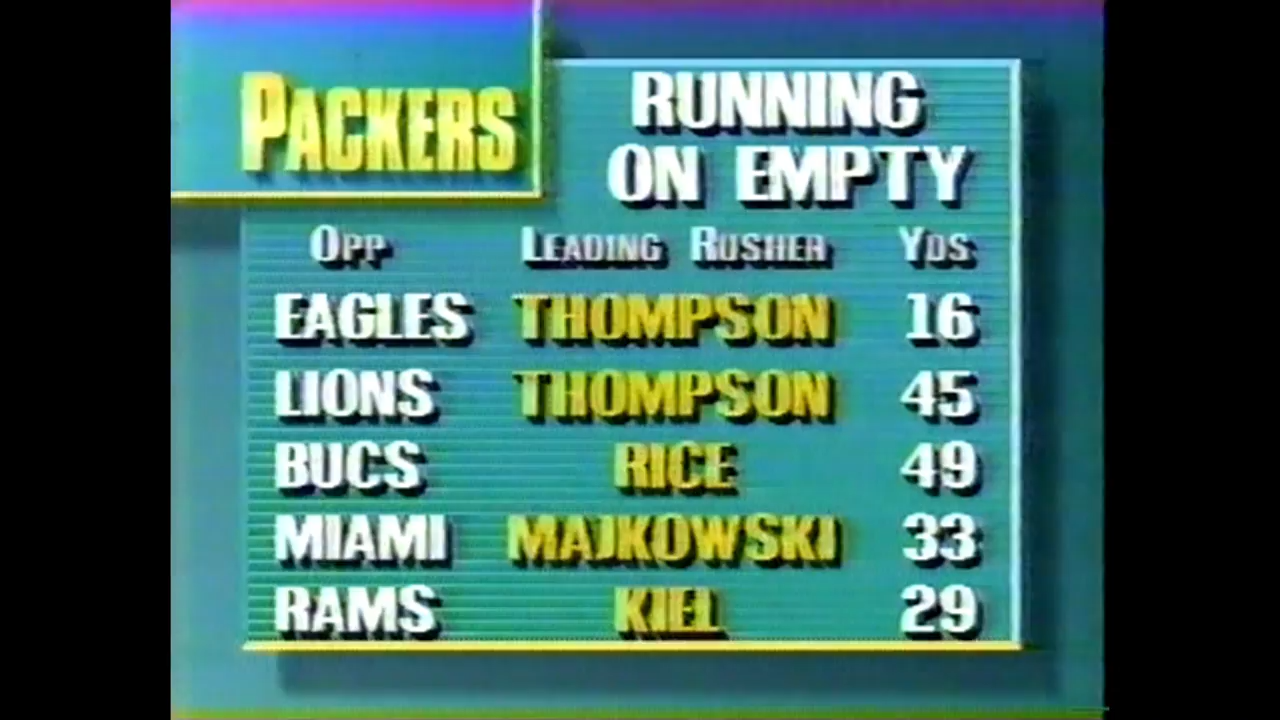 PACKERS
RUNNING
ON EMPTY
OPP LEADING RUSHER YDS
EAGLES THOMPSON 16
LIONS THOMPSON 45
BUCS RICE 49
MIAMI MAJKOWSKI 33
RAMS KIEL 29